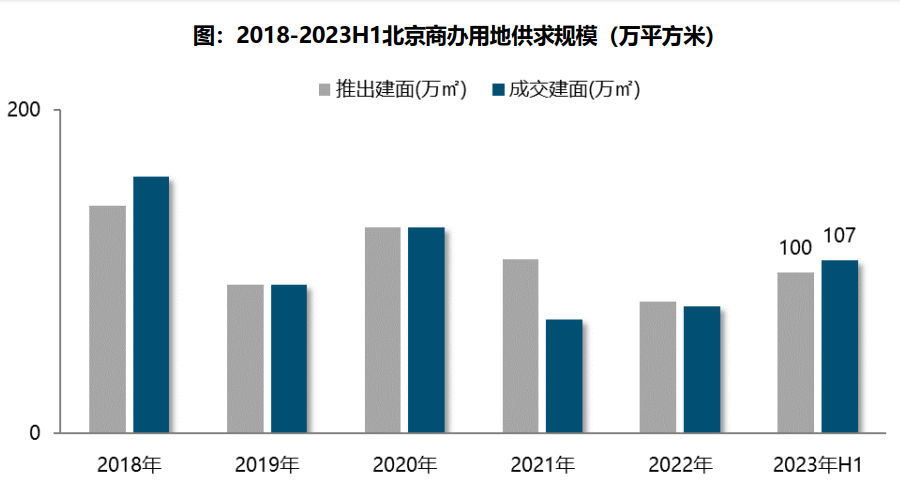 图：2018-2023H1北京商办用地供求规模（万平方米）
推出建面(万㎡) 成交建面(万㎡)
200
100 107
0
2018年 2019年 2020年 2021年 2022年 2023年H1